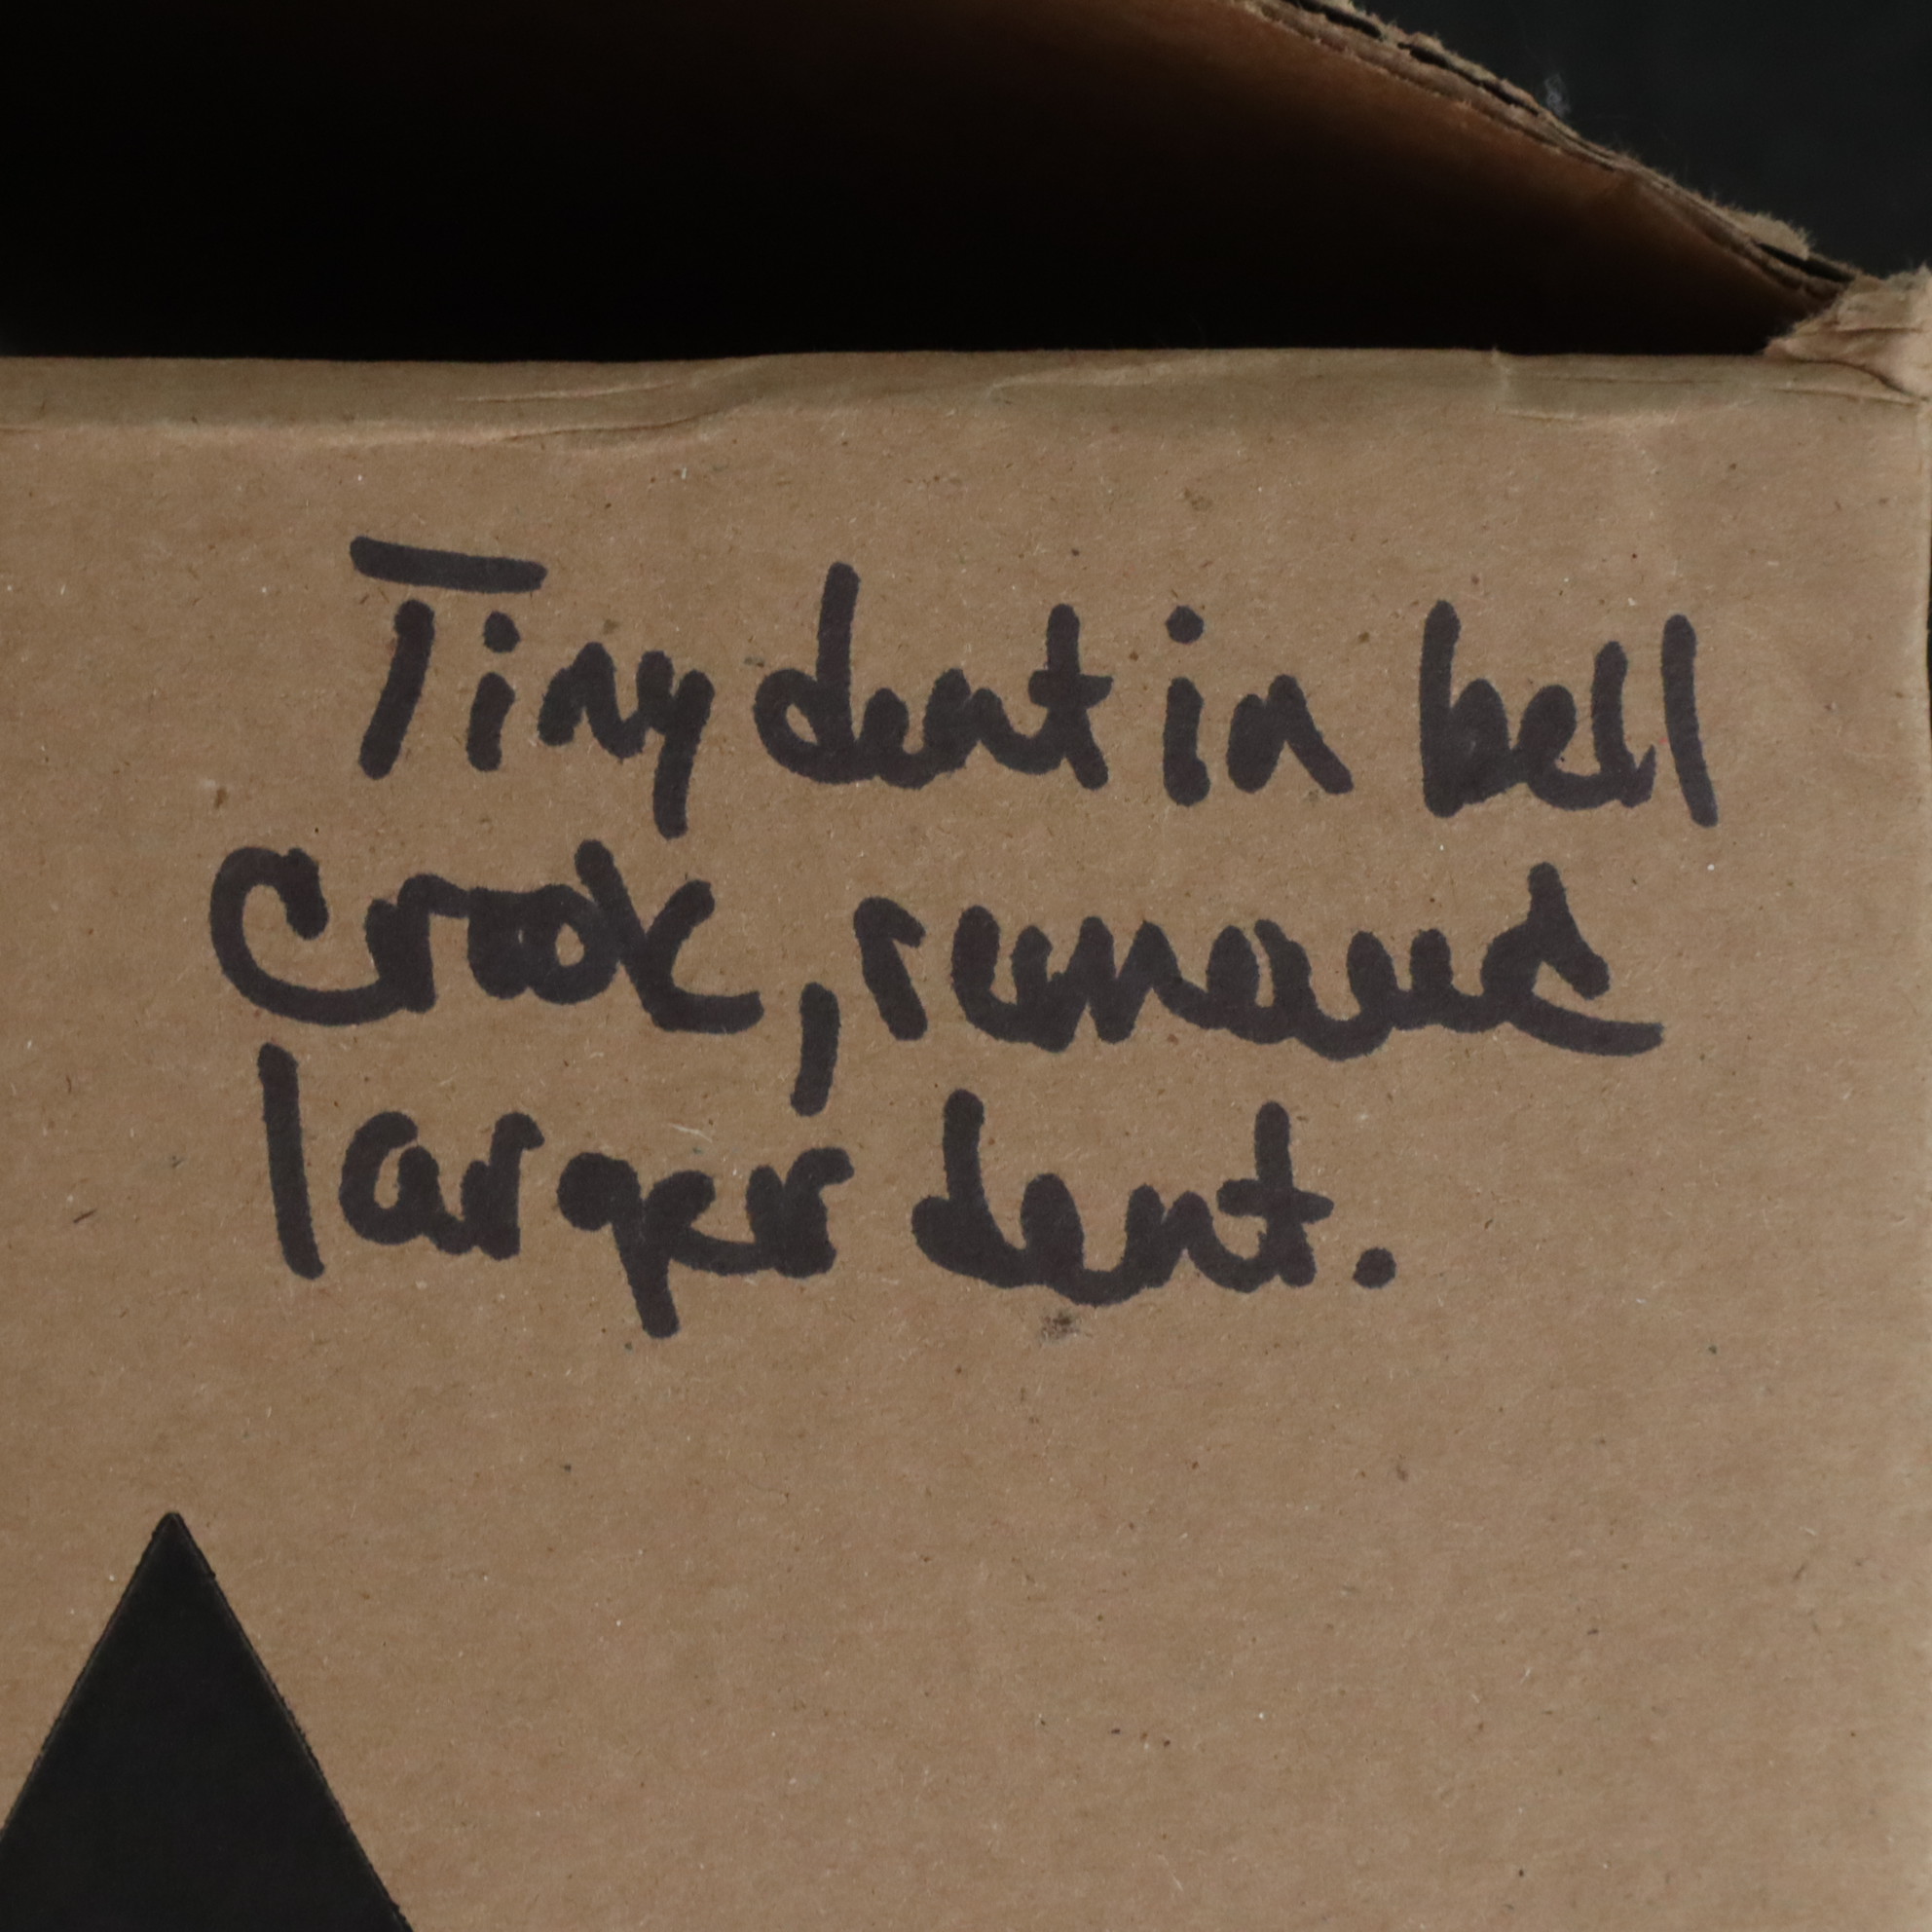 Tiny dent in bell
Crook, removed
larger dent.